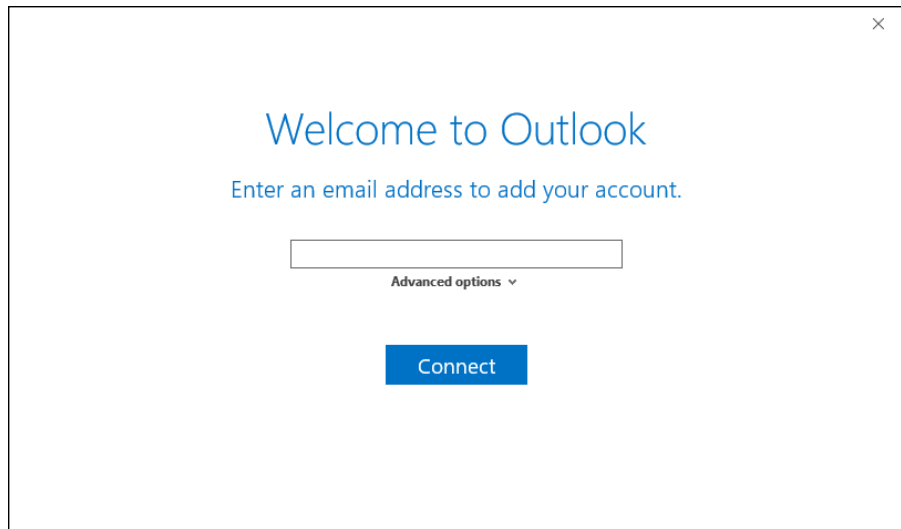 Welcome to Outlook
Enter an email address to add your account.
Advanced options
Connect